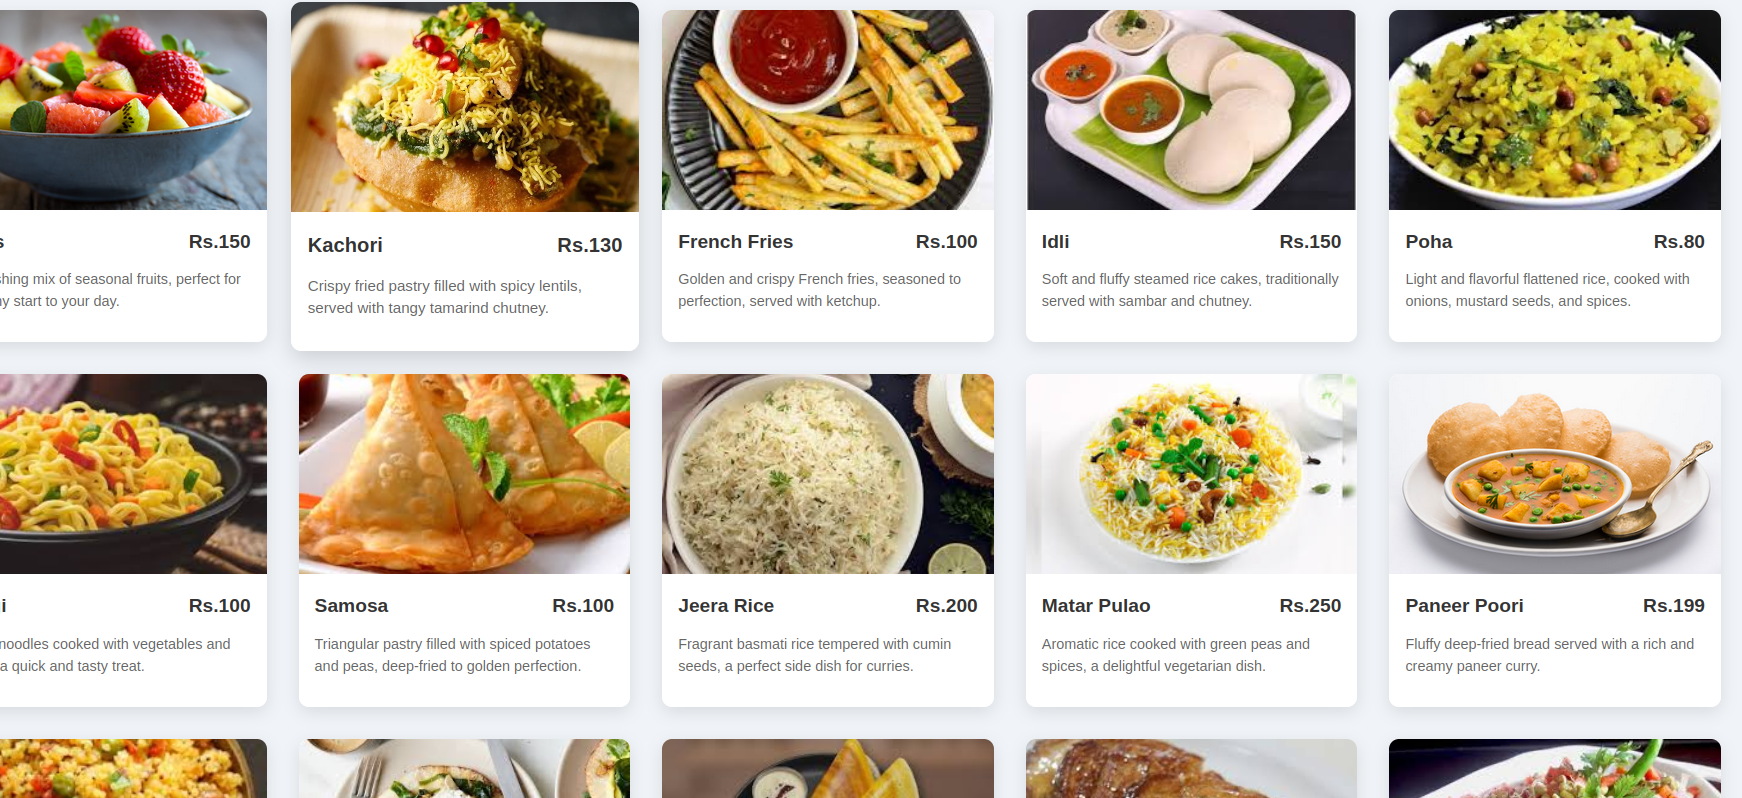 Rs.150
mix of seasonal fruits, perfect for
start to your day.
Kachori Rs.130
Crispy fried pastry filled with spicy lentils,
served with tangy tamarind chutney.
French Fries Rs.100
Golden and crispy French fries, seasoned to
perfection, served with ketchup.
Idli Rs.150
Soft and fluffy steamed rice cakes, traditionally
served with sambar and chutney.
Poha Rs.80
Light and flavorful flattened rice, cooked with
onions, mustard seeds, and spices.
Rs.100
noodles cooked with vegetables and
a quick and tasty treat.
Samosa Rs.100
Triangular pastry filled with spiced potatoes
and peas, deep-fried to golden perfection.
Jeera Rice Rs.200
Fragrant basmati rice tempered with cumin
seeds, a perfect side dish for curries.
Matar Pulao Rs.250
Aromatic rice cooked with green peas and
spices, a delightful vegetarian dish.
Paneer Poori Rs.199
Fluffy deep-fried bread served with a rich and
creamy paneer curry.